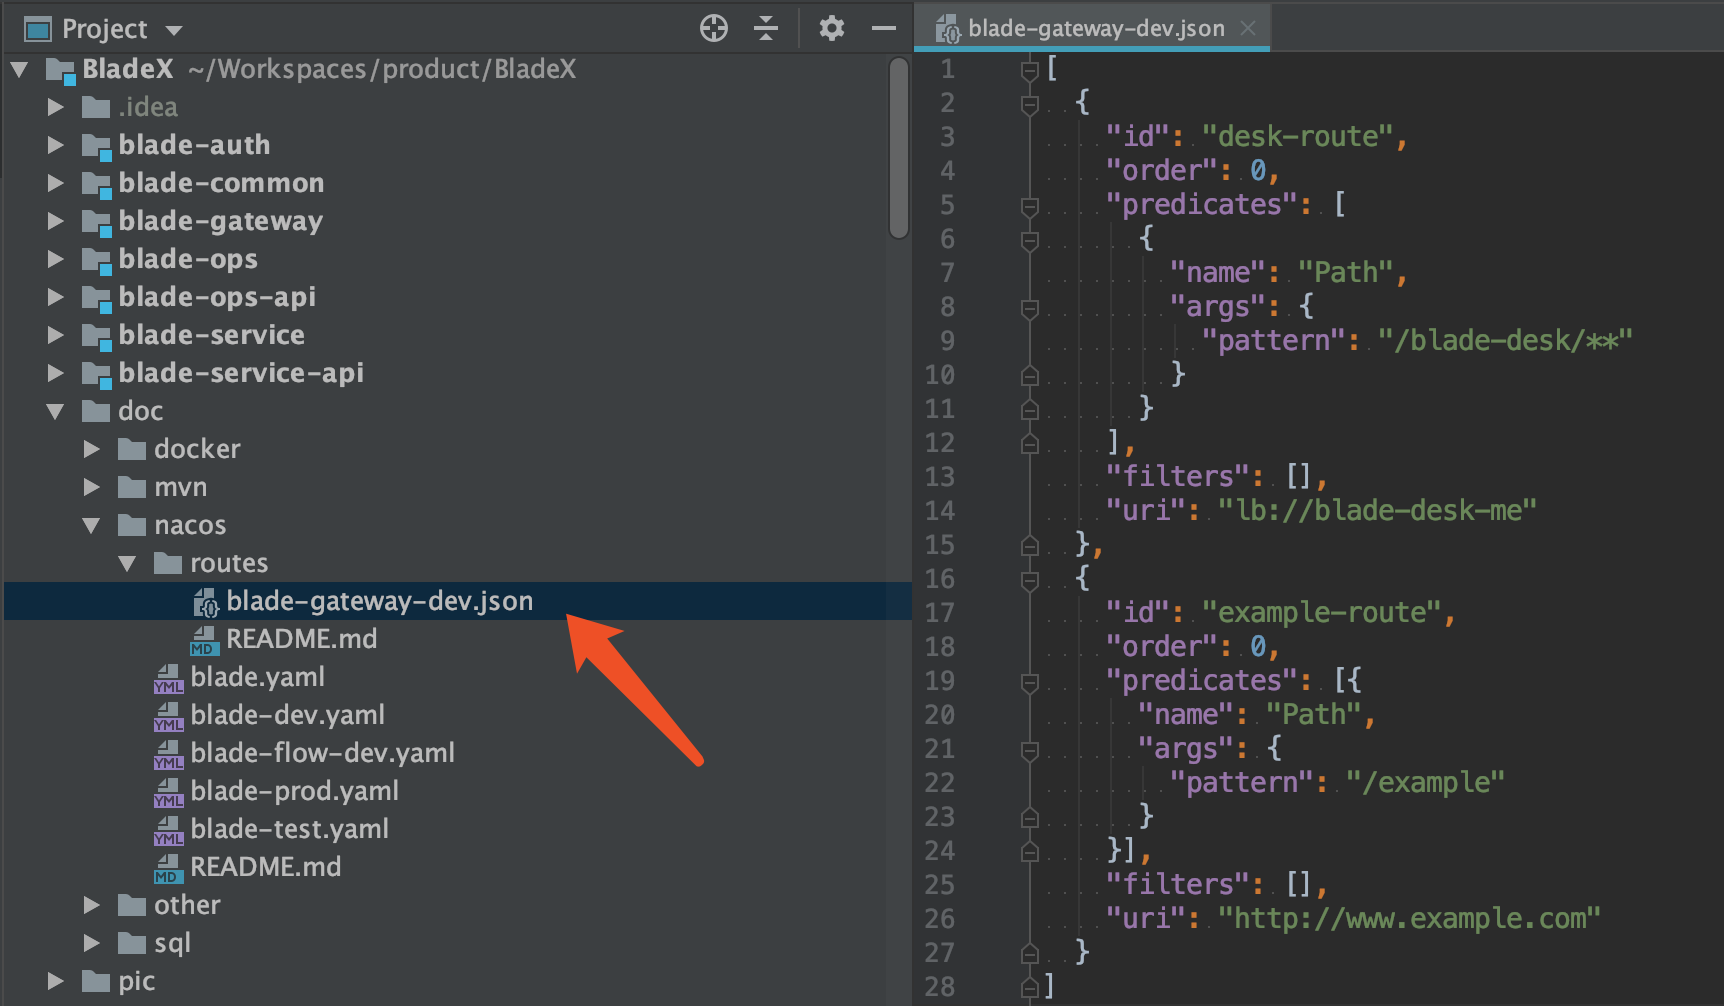 Project
BladeX ~/Workspaces/product/BladeX
.idea
blade-auth
blade-common
blade-gateway
blade-ops
blade-ops-api
blade-service
blade-service-api
doc
docker
mvn
nacos
routes
blade-gateway-dev.json
MD README.md
YML blade.yaml
YML blade-dev.yaml
YML blade-flow-dev.yaml
YML blade-prod.yaml
YML blade-test.yaml
MD README.md
other
sql
pic
blade-gateway-dev.json
1 [
2 {
3 "id": "desk-route",
4 "order": 0,
5 "predicates": [
6 {
7 "name": "Path",
8 "args": {
9 "pattern": "/blade-desk/**"
10 }
11 }
12 ],
13 "filters": [],
14 "uri": "lb://blade-desk-me"
15 },
16 {
17 "id": "example-route",
18 "order": 0,
19 "predicates": [{
20 "name": "Path",
21 "args": {
22 "pattern": "/example"
23 }
24 }],
25 "filters": [],
26 "uri": "http://www.example.com"
27 }
28 ]